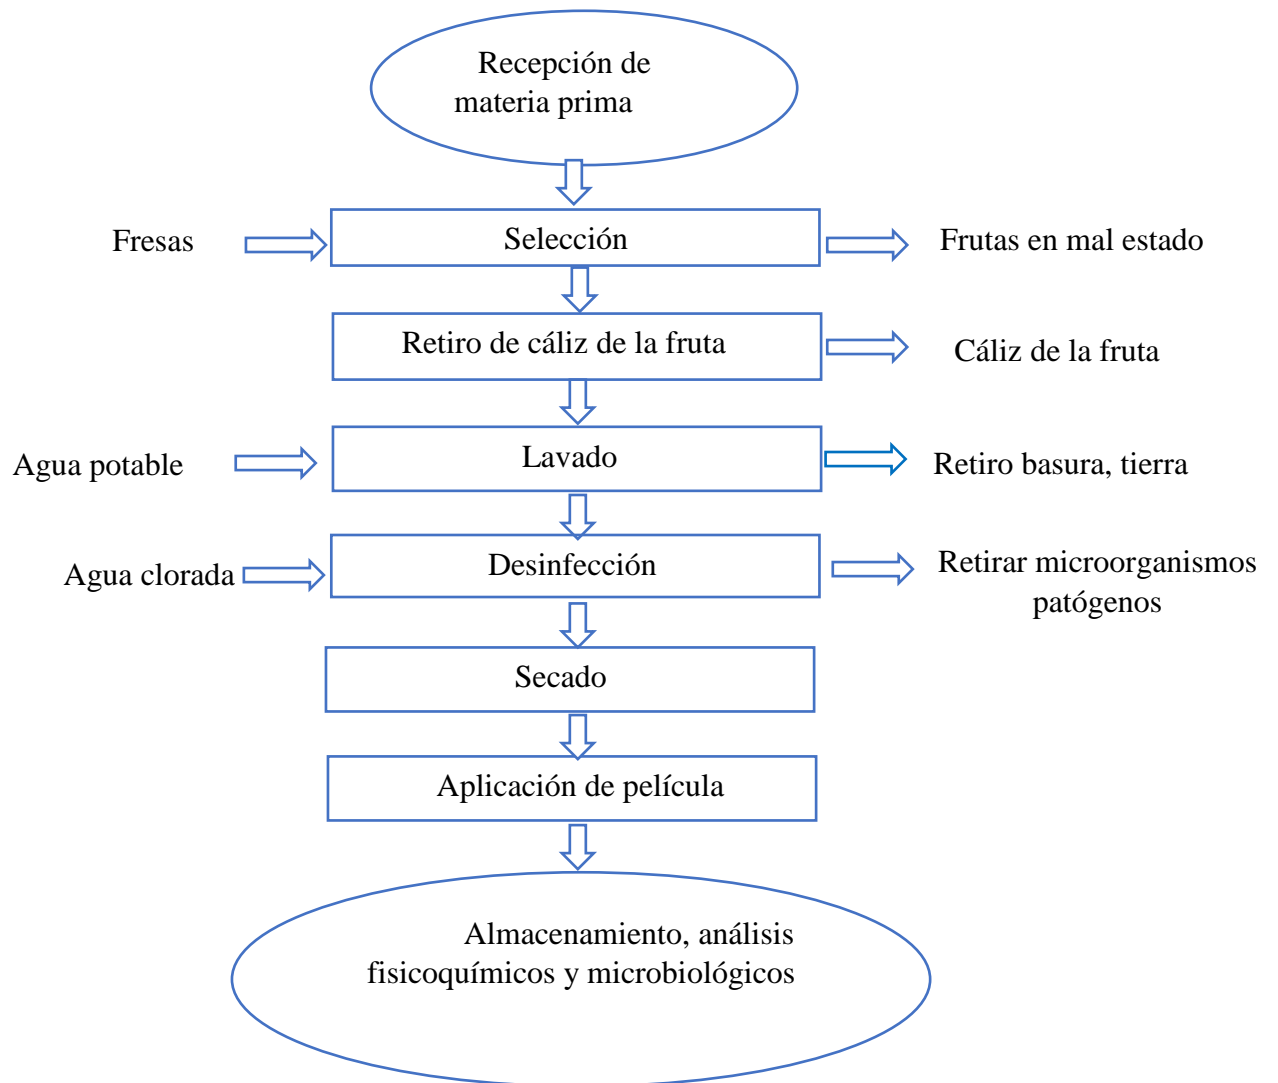 Recepción de
materia prima
Fresas
Selección
Frutas en mal estado
Retiro de cáliz de la fruta
Cáliz de la fruta
Agua potable
Lavado
Retiro basura, tierra
Agua clorada
Desinfección
Retirar microorganismos
patógenos
Secado
Aplicación de película
Almacenamiento, análisis
fisicoquímicos y microbiológicos